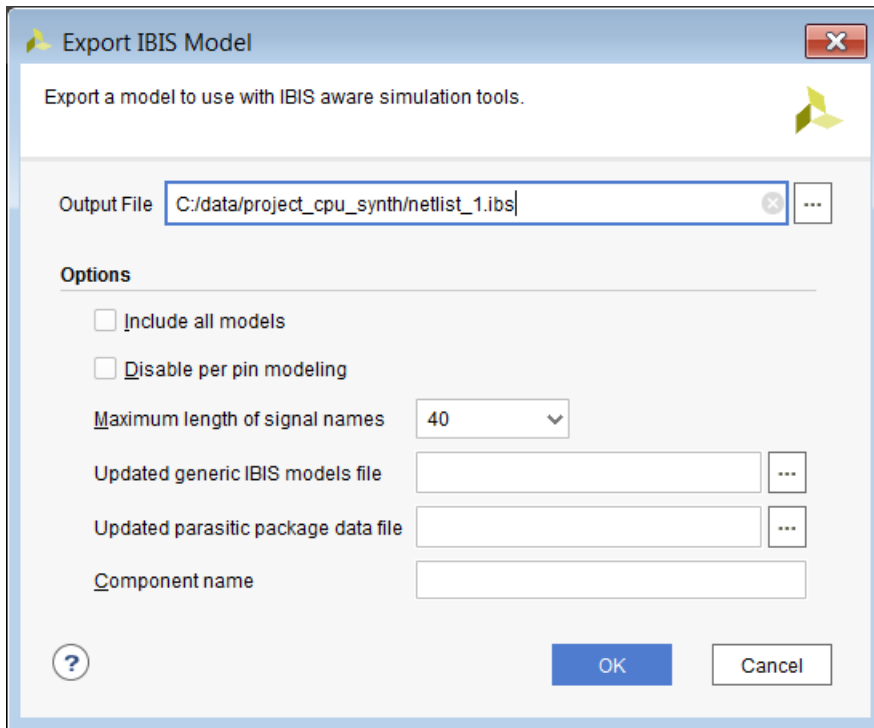 Export IBIS Model
Export a model to use with IBIS aware simulation tools.
Output File C:/data/project_cpu_synth/netlist_1.ibs ...
Options
Include all models
Disable per pin modeling
Maximum length of signal names 40
Updated generic IBIS models file ...
Updated parasitic package data file ...
Component name
? OK Cancel